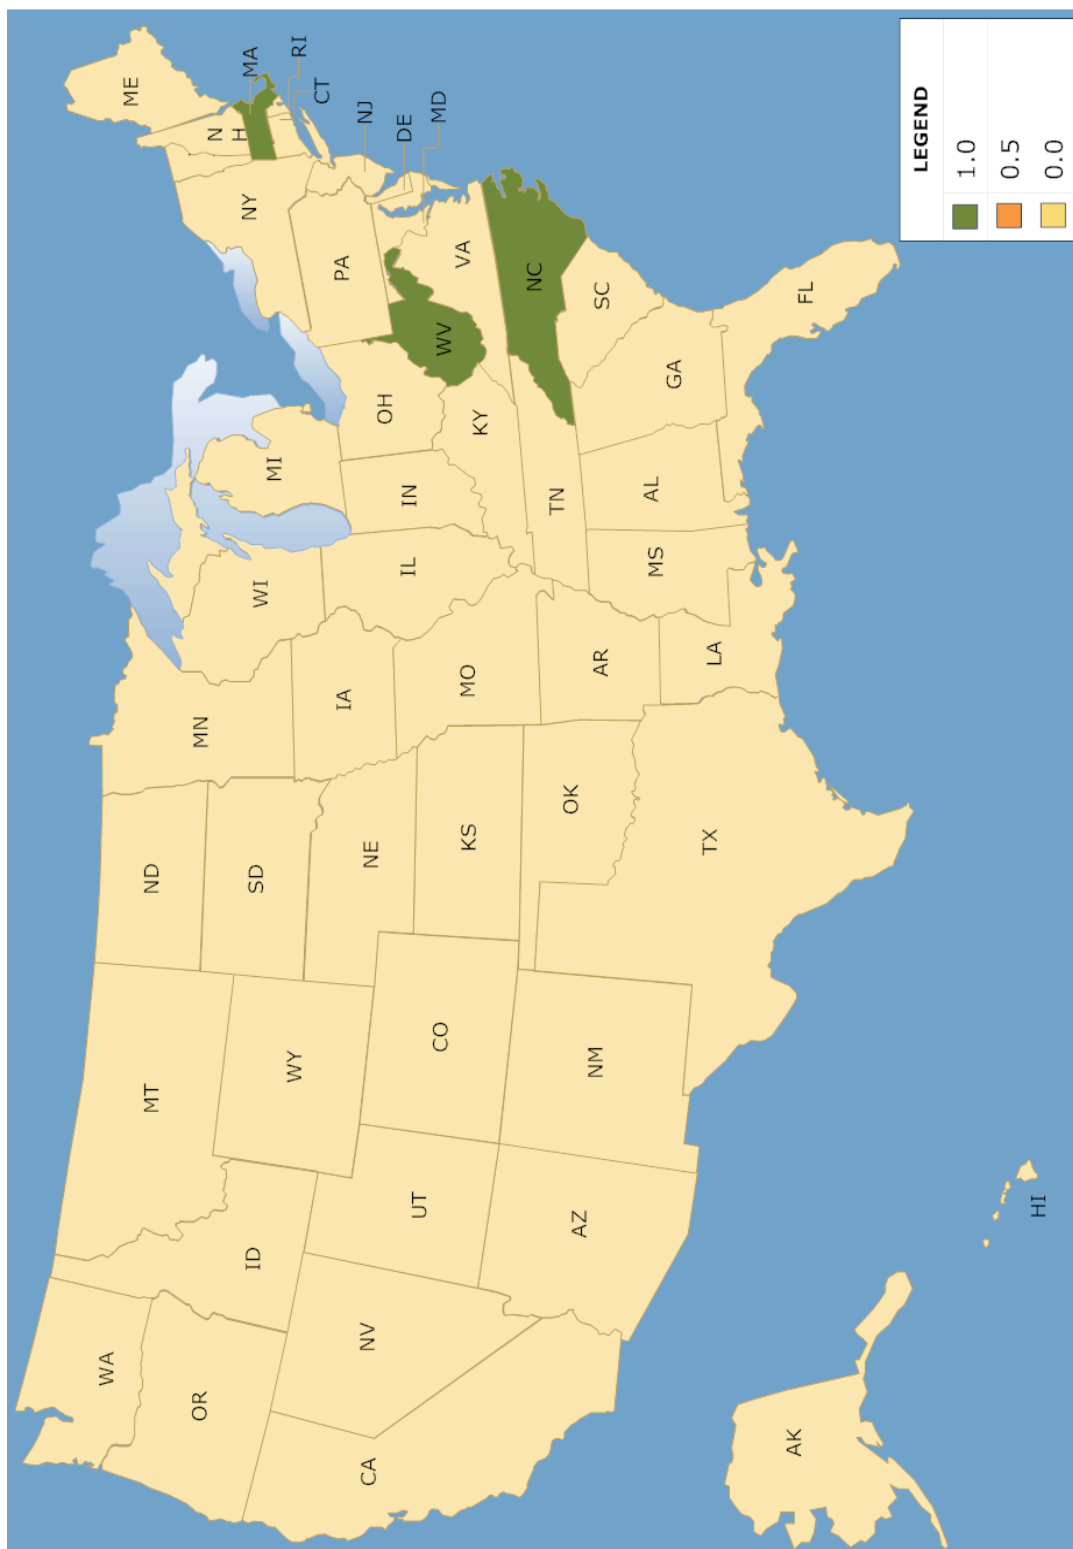 WA
OR
CA
NV
ID
MT
WY
UT
AZ
CO
NM
ND
SD
NE
KS
OK
TX
MN
IA
MO
AR
LA
WI
IL
MS
MI
IN
OH
KY
TN
AL
GA
FL
SC
NC
VA
WV
PA
NY
N
H
ME
MA
RI
CT
NJ
DE
MD
AK
HI
LEGEND
1.0
0.5
0.0